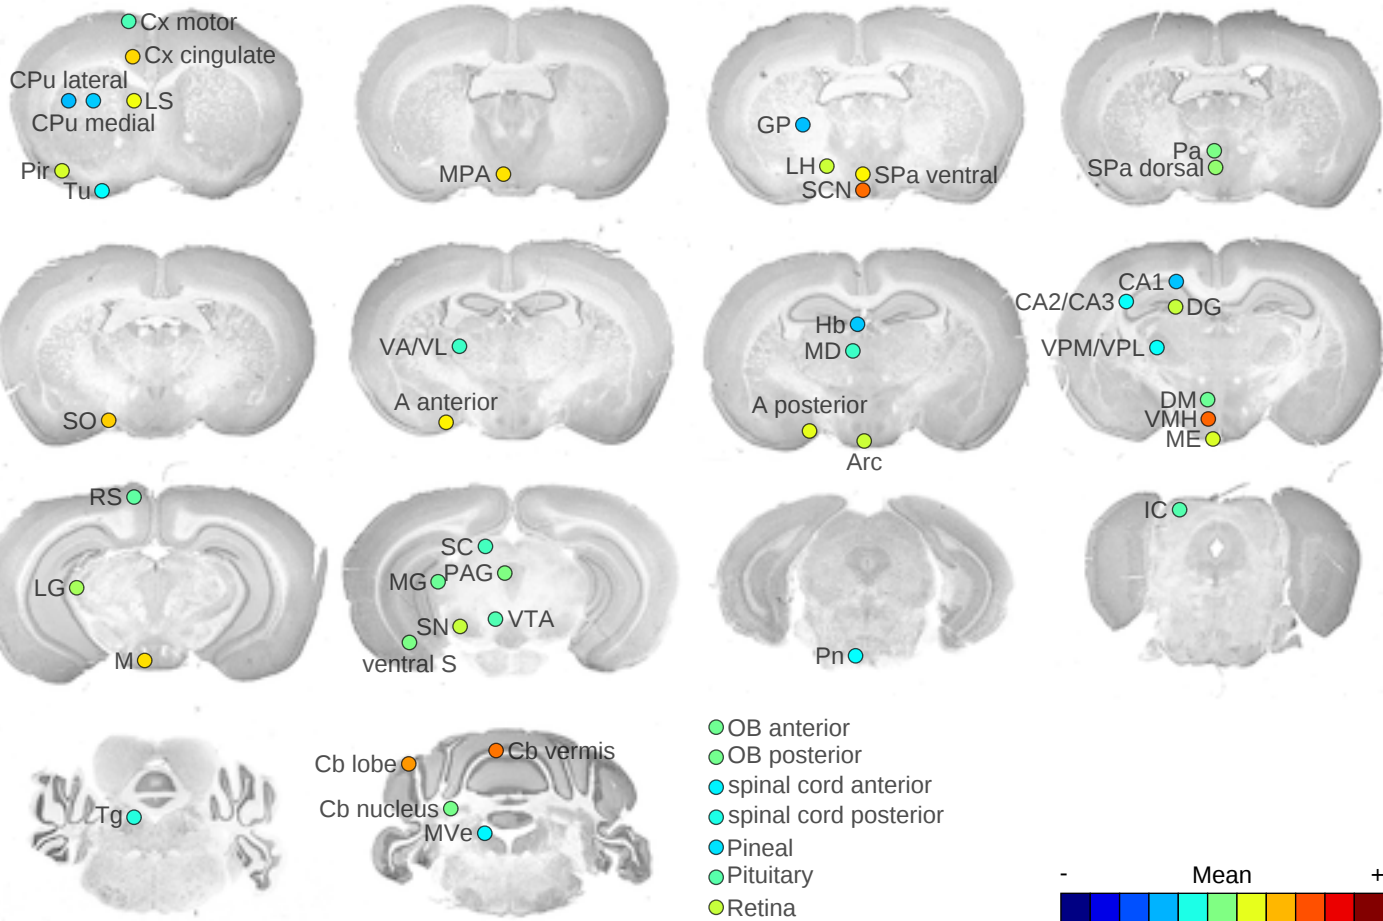 Cx motor
Cx cingulate
CPu lateral
LS
CPu medial
Pir
Tu
MPA
GP
LH
SPa ventral
SCN
Pa
SPa dorsal
SO
VA/VL
A anterior
Hb
MD
A posterior
Arc
CA1
CA2/CA3
DG
VPM/VPL
DM
VMH
ME
RS
LG
M
SC
MG
PAG
SN
VTA
ventral S
Pn
IC
Tg
Cb lobe
Cb vermis
Cb nucleus
MVe
OB anterior
OB posterior
spinal cord anterior
spinal cord posterior
Pineal
Pituitary
Retina
- Mean +